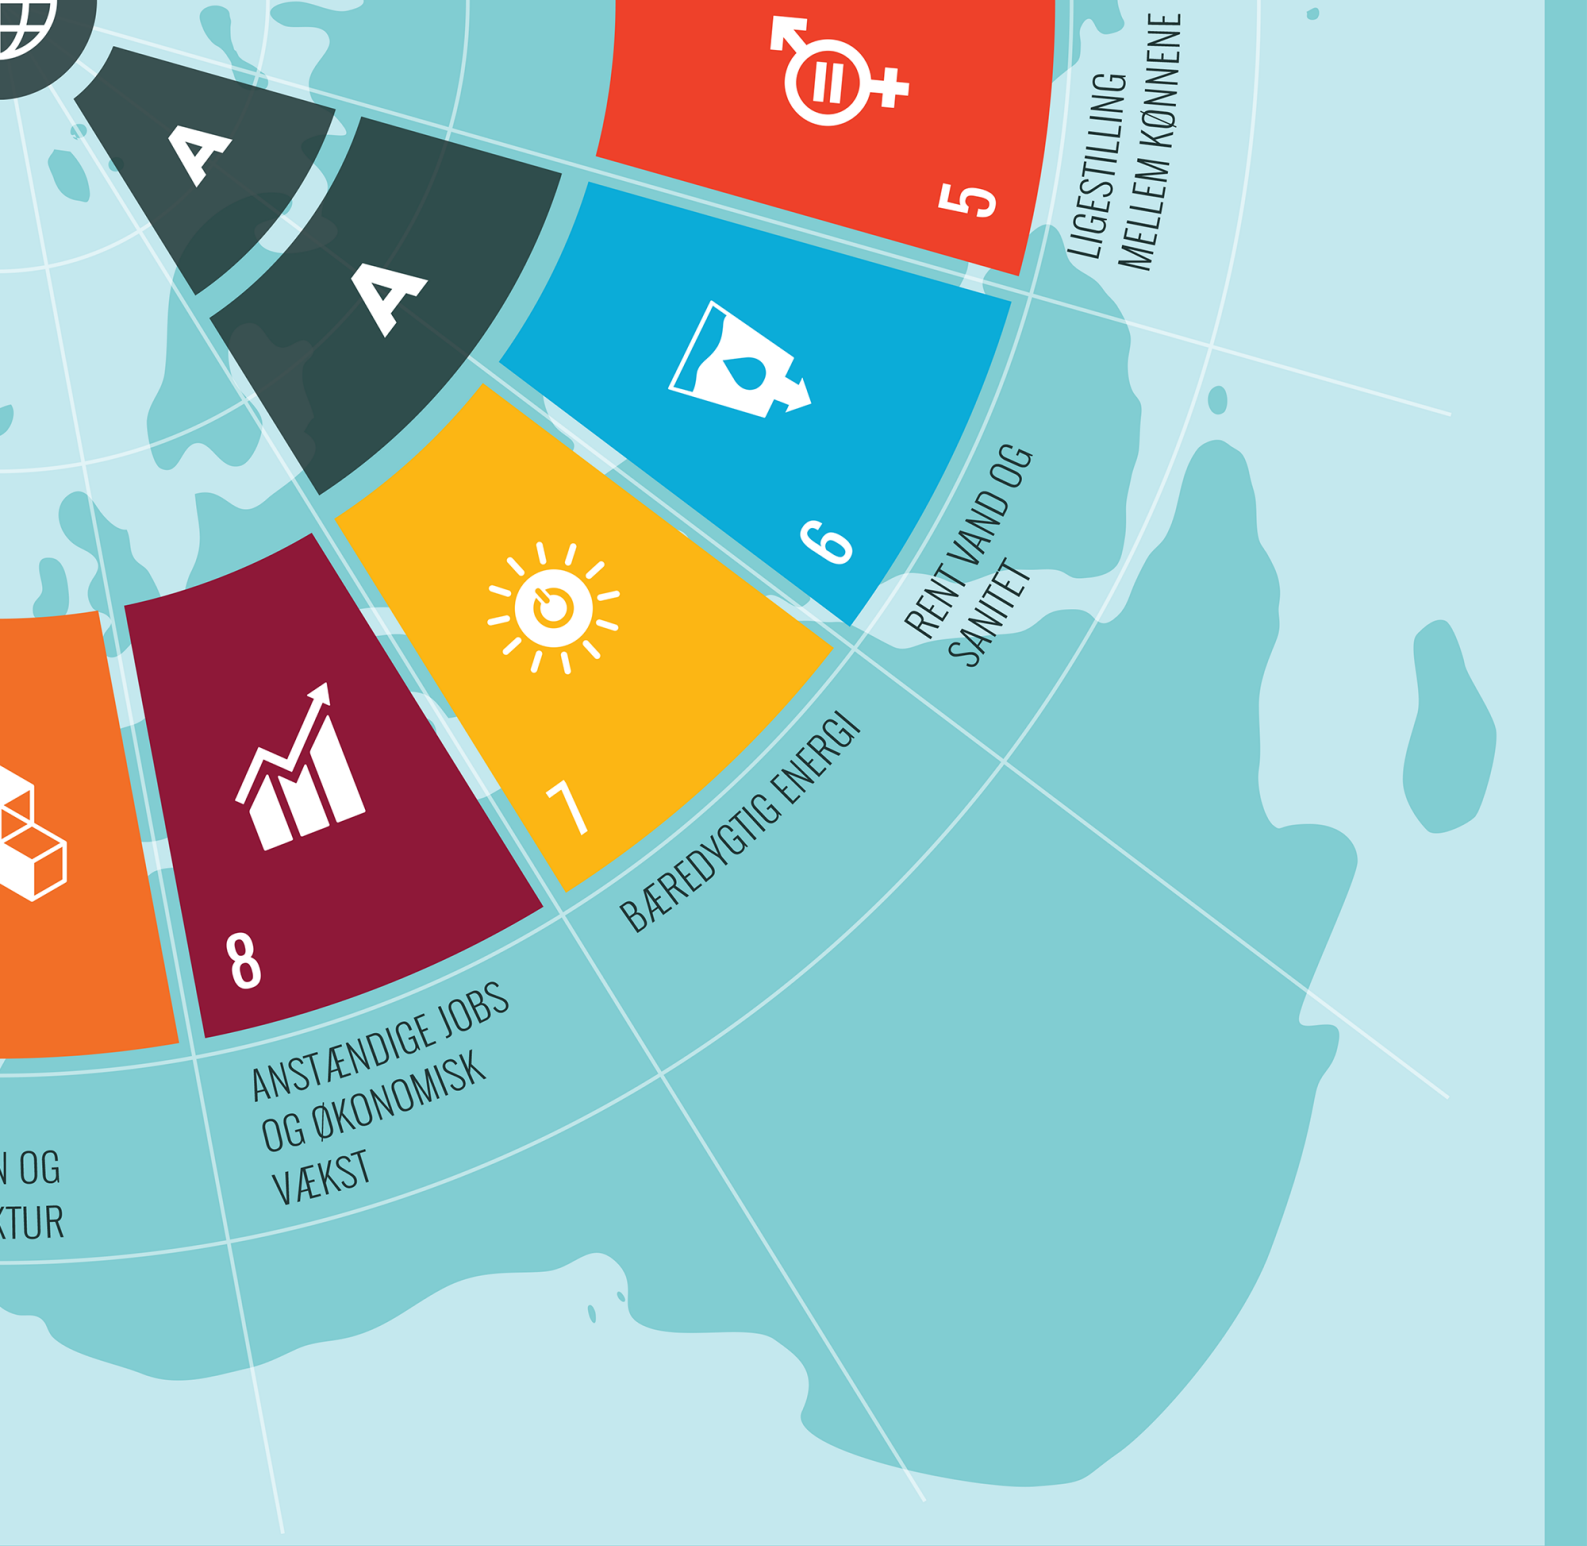 A
A
5
LIGESTILLING
MELLEM KØNNENE
6
RENT VAND OG
SANITET
7
BÆREDYGTIG ENERGI
8
ANSTÆNDIGE JOBS
OG ØKONOMISK
VÆKST
N OG
KTUR